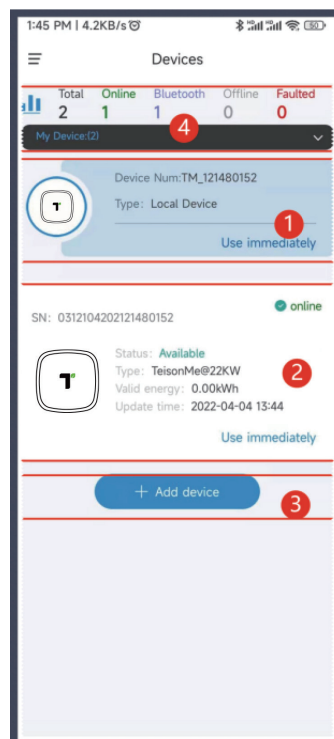 1:45 PM | 4.2KB/s
50
Devices
Total Online Bluetooth Offline Faulted
2 1 1 0 0
4
My Device:(2)
Device Num:TM_121480152
T
Type: Local Device
1
Use immediately
online
SN: 0312104202121480152
Status: Available
T
Type: TeisonMe@22KW
2
Valid energy: 0.00kWh
Update time: 2022-04-04 13:44
Use immediately
+ Add device
3